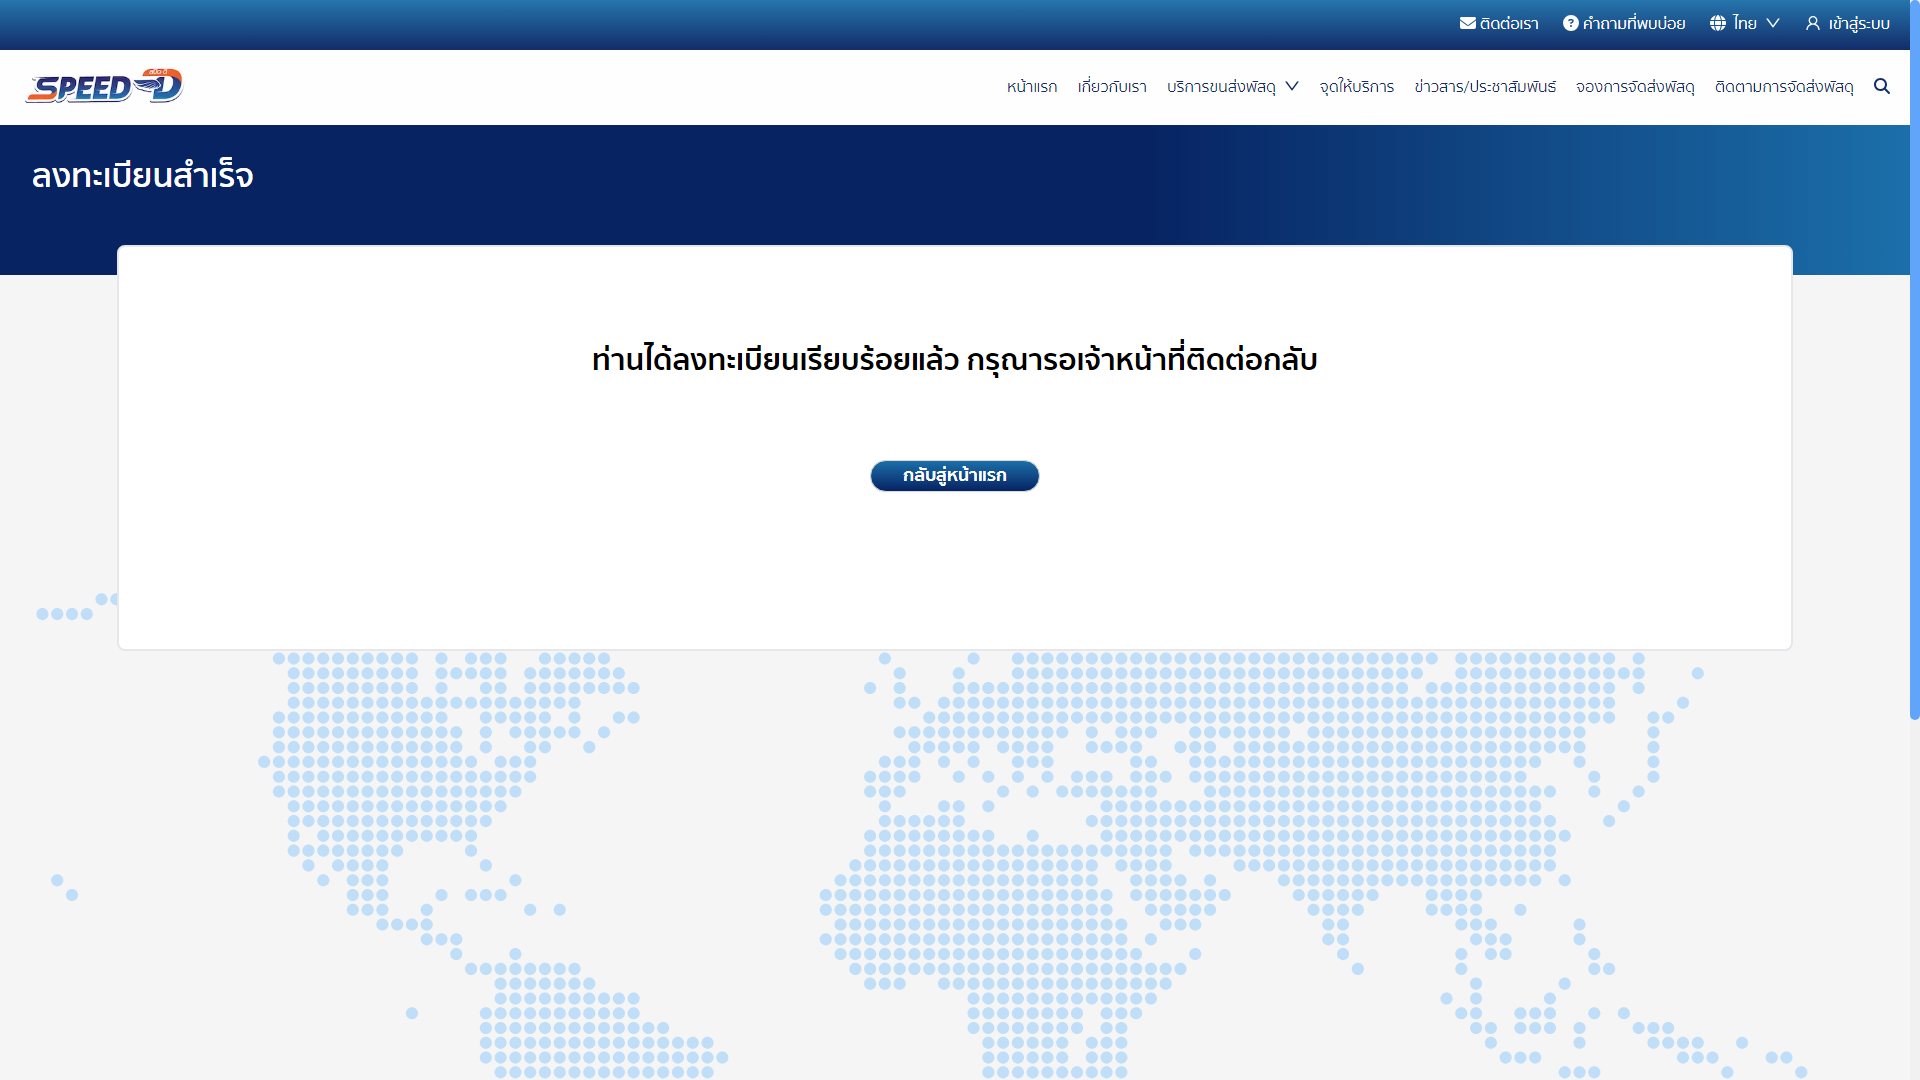 ติดต่อเรา คำถามที่พบบ่อย ไทย เข้าสู่ระบบ
สปีด-ดี
SPEED-D
หน้าแรก เกี่ยวกับเรา บริการขนส่งพัสดุ จุดให้บริการ ข่าวสาร/ประชาสัมพันธ์ จองการจัดส่งพัสดุ ติดตามการจัดส่งพัสดุ
ลงทะเบียนสำเร็จ
ท่านได้ลงทะเบียนเรียบร้อยแล้ว กรุณารอเจ้าหน้าที่ติดต่อกลับ
กลับสู่หน้าแรก